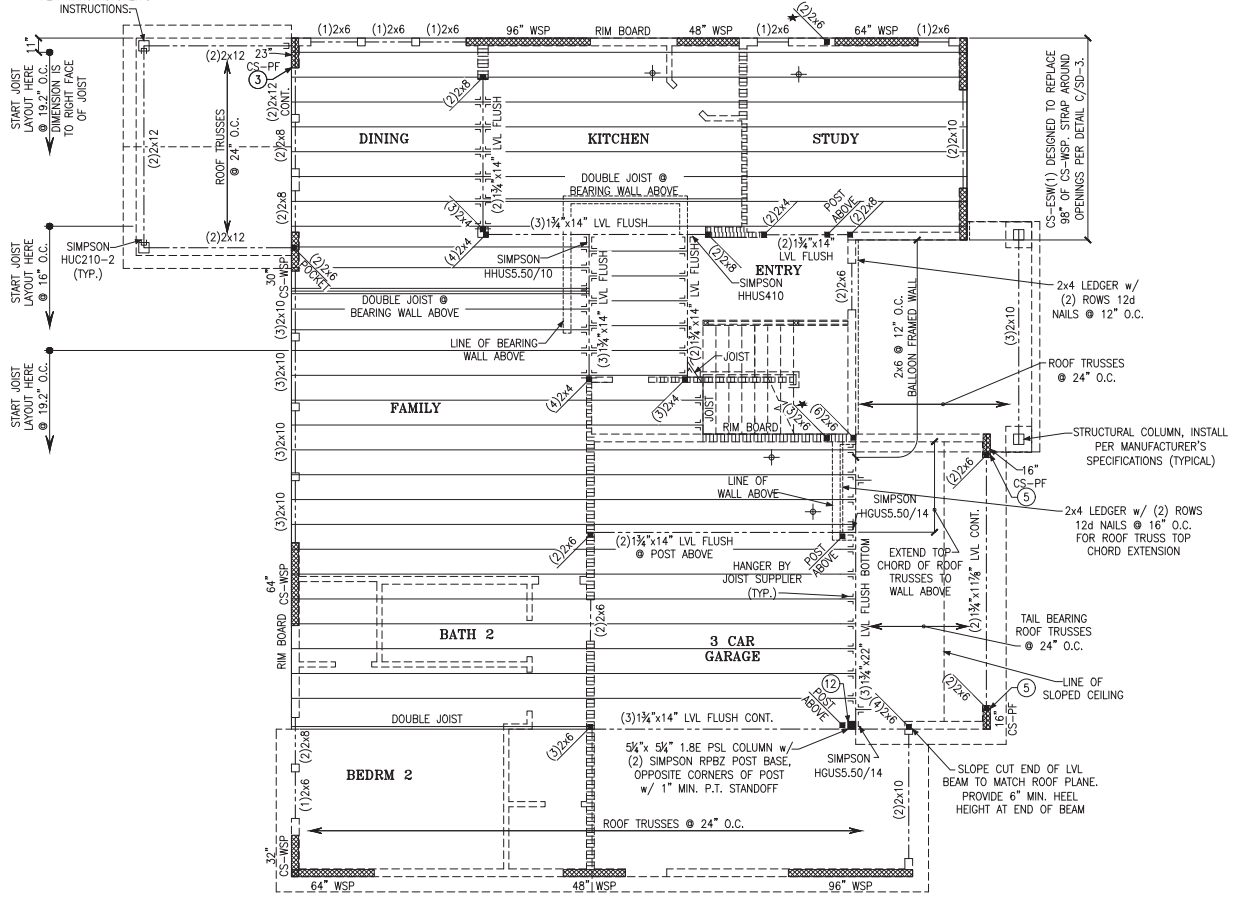 INSTRUCTIONS.
11"
START JOIST
LAYOUT HERE
@ 19.2" O.C.
DIMENSION IS
TO RIGHT FACE
OF JOIST
(2)2x12
23"
CS-PF
3
(2)2x12
CONT.
(2)2x12
ROOF TRUSSES
@ 24" O.C.
(2)2x8
(2)2x8
(2)2x12
(1)2x6
(1)2x6
(1)2x6
96" WSP
RIM BOARD
48" WSP
(1)2x6
(2)2x6
64" WSP
(1)2x6
(2)2x8
DINING
KITCHEN
STUDY
(2)1¾"x14" LVL FLUSH
(2)2x10
CS-ESW(1) DESIGNED TO REPLACE
98" OF CS-WSP. STRAP AROUND
OPENINGS PER DETAIL C/SD-3.
DOUBLE JOIST @
BEARING WALL ABOVE
(3)1¾"x14" LVL FLUSH
(3)2x4
(4)2x4
(2)2x4
POST
ABOVE
(2)2x8
(2)1¾"x14"
LVL FLUSH
SIMPSON
HUC210-2
(TYP.)
START JOIST
LAYOUT HERE
@ 16" O.C.
30"
CS-WSP
(2)2x6
POCKET
SIMPSON
HHUS5.50/10
(2)2x8
SIMPSON
HHUS410
ENTRY
(2)2x6
DOUBLE JOIST @
BEARING WALL ABOVE
LINE OF BEARING
WALL ABOVE
(3)1¾"x14" LVL FLUSH
(2)1¾"x14" LVL FLUSH
2x6 @ 12" O.C.
BALLOON FRAMED WALL
(3)2x10
2x4 LEDGER w/
(2) ROWS 12d
NAILS @ 12" O.C.
ROOF TRUSSES
@ 24" O.C.
START JOIST
LAYOUT HERE
@ 19.2" O.C.
(3)2x10
(3)2x10
(3)2x10
(3)2x10
FAMILY
(4)2x4
(3)2x4
JOIST
JOIST
RIM BOARD
(3)2x6
(6)2x6
STRUCTURAL COLUMN, INSTALL
PER MANUFACTURER'S
SPECIFICATIONS (TYPICAL)
(2)2x6
16"
CS-PF
5
LINE OF
WALL ABOVE
SIMPSON
HGUS5.50/14
2x4 LEDGER w/ (2) ROWS
12d NAILS @ 16" O.C.
FOR ROOF TRUSS TOP
CHORD EXTENSION
(2)2x6
(2)1¾"x14" LVL FLUSH
@ POST ABOVE
POST
ABOVE
EXTEND TOP
CHORD OF ROOF
TRUSSES TO
WALL ABOVE
(2)1¾"x11⅞" LVL CONT.
HANGER BY
JOIST SUPPLIER
(TYP.)
64"
CS-WSP
RIM BOARD
(2)2x6
BATH 2
3 CAR
GARAGE
(3)1¾"x22" LVL FLUSH BOTTOM
TAIL BEARING
ROOF TRUSSES
@ 24" O.C.
LINE OF
SLOPED CEILING
(2)2x6
5
16"
CS-PF
12
POST
ABOVE
(4)2x6
DOUBLE JOIST
(3)1¾"x14" LVL FLUSH CONT.
(3)2x6
5¼"x 5¼" 1.8E PSL COLUMN w/
(2) SIMPSON RPBZ POST BASE,
OPPOSITE CORNERS OF POST
w/ 1" MIN. P.T. STANDOFF
SIMPSON
HGUS5.50/14
SLOPE CUT END OF LVL
BEAM TO MATCH ROOF PLANE.
PROVIDE 6" MIN. HEEL
HEIGHT AT END OF BEAM
(2)2x8
(1)2x6
BEDRM 2
(2)2x10
ROOF TRUSSES @ 24" O.C.
32"
CS-WSP
64" WSP
48" WSP
96" WSP